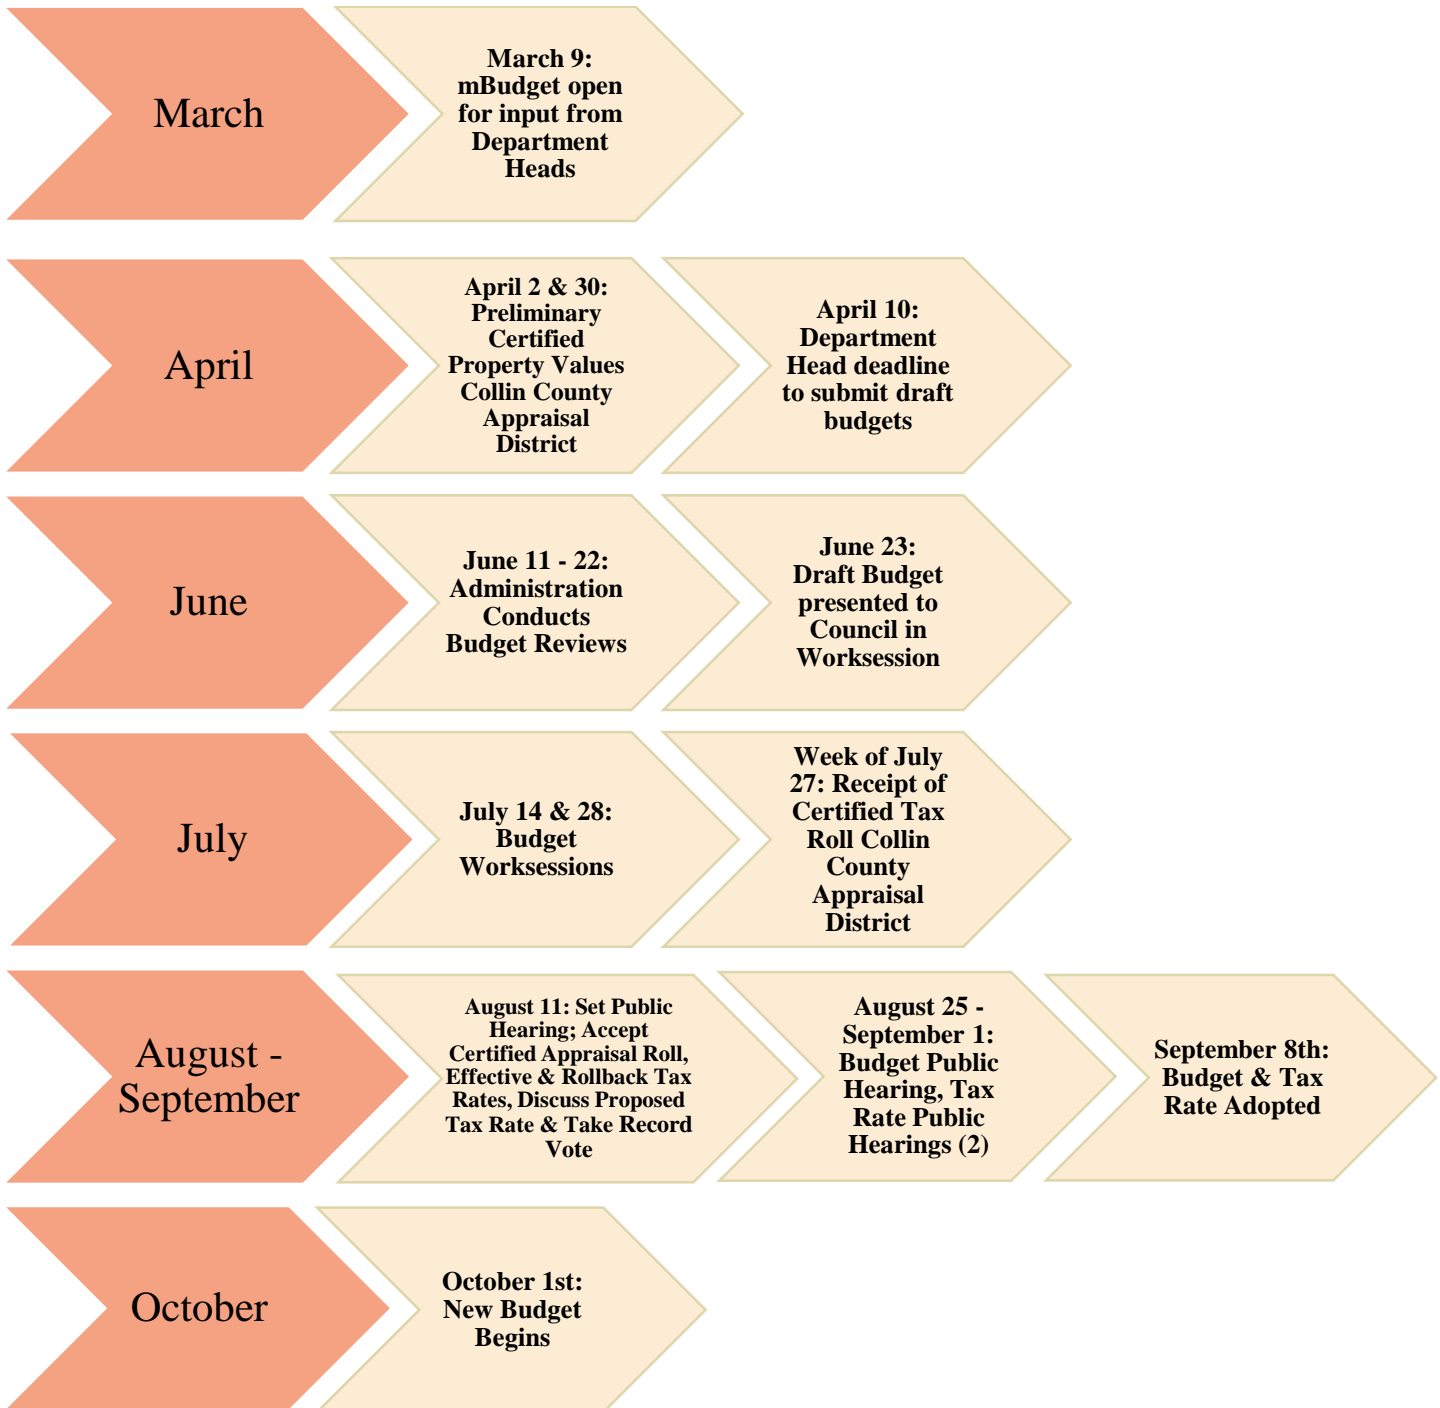 March
March 9:
mBudget open
for input from
Department
Heads
April
April 2 & 30:
Preliminary
Certified
Property Values
Collin County
Appraisal
District
April 10:
Department
Head deadline
to submit draft
budgets
June
June 11 - 22:
Administration
Conducts
Budget Reviews
June 23:
Draft Budget
presented to
Council in
Worksession
July
July 14 & 28:
Budget
Worksessions
Week of July
27: Receipt of
Certified Tax
Roll Collin
County
Appraisal
District
August -
September
August 11: Set Public
Hearing; Accept
Certified Appraisal Roll,
Effective & Rollback Tax
Rates, Discuss Proposed
Tax Rate & Take Record
Vote
August 25 -
September 1:
Budget Public
Hearing, Tax
Rate Public
Hearings (2)
September 8th:
Budget & Tax
Rate Adopted
October
October 1st:
New Budget
Begins